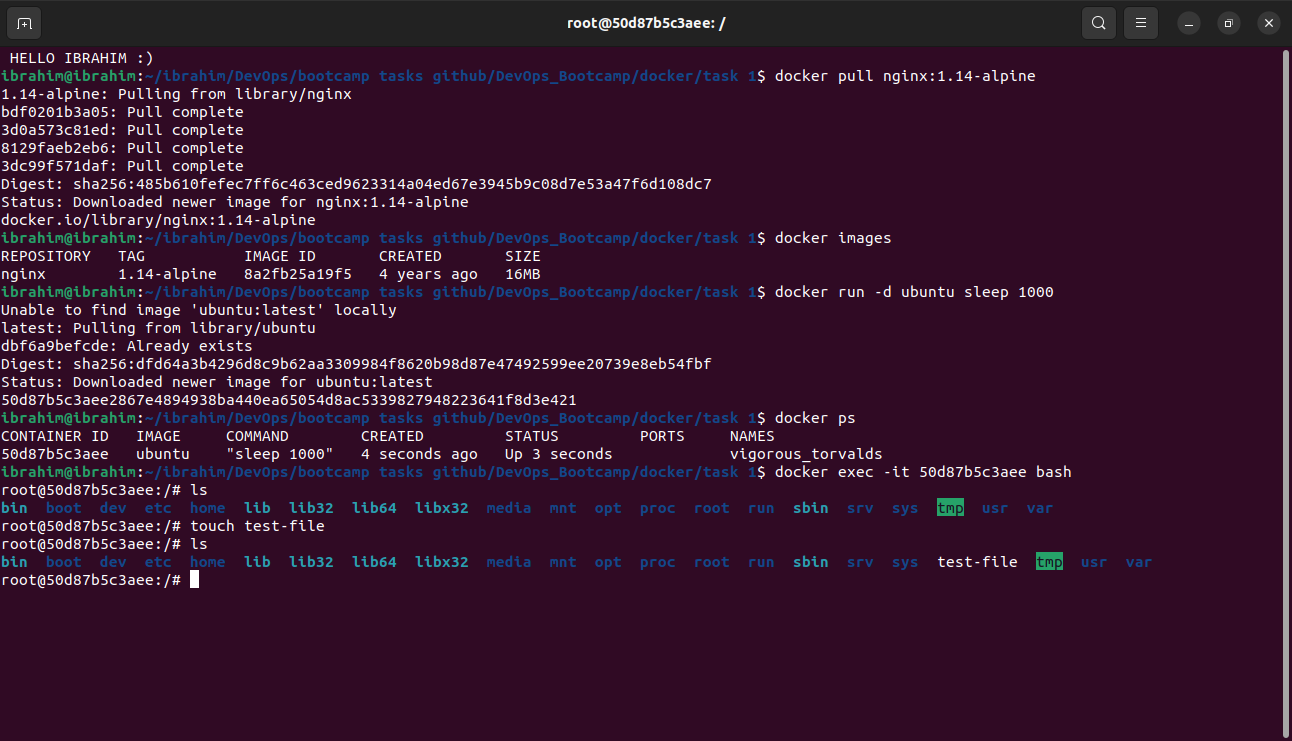 root@50d87b5c3aee: /
HELLO IBRAHIM :)
ibrahim@ibrahim:~/ibrahim/DevOps/bootcamp tasks github/DevOps_Bootcamp/docker/task 1$ docker pull nginx:1.14-alpine
1.14-alpine: Pulling from library/nginx
bdf0201b3a05: Pull complete
3d0a573c81ed: Pull complete
8129faeb2eb6: Pull complete
3dc99f571daf: Pull complete
Digest: sha256:485b610fefec7ff6c463ced9623314a04ed67e3945b9c08d7e53a47f6d108dc7
Status: Downloaded newer image for nginx:1.14-alpine
docker.io/library/nginx:1.14-alpine
ibrahim@ibrahim:~/ibrahim/DevOps/bootcamp tasks github/DevOps_Bootcamp/docker/task 1$ docker images
REPOSITORY   TAG           IMAGE ID       CREATED       SIZE
nginx        1.14-alpine   8a2fb25a19f5   4 years ago   16MB
ibrahim@ibrahim:~/ibrahim/DevOps/bootcamp tasks github/DevOps_Bootcamp/docker/task 1$ docker run -d ubuntu sleep 1000
Unable to find image 'ubuntu:latest' locally
latest: Pulling from library/ubuntu
dbf6a9befcde: Already exists
Digest: sha256:dfd64a3b4296d8c9b62aa3309984f8620b98d87e47492599ee20739e8eb54fbf
Status: Downloaded newer image for ubuntu:latest
50d87b5c3aee2867e4894938ba440ea65054d8ac5339827948223641f8d3e421
ibrahim@ibrahim:~/ibrahim/DevOps/bootcamp tasks github/DevOps_Bootcamp/docker/task 1$ docker ps
CONTAINER ID   IMAGE     COMMAND        CREATED         STATUS         PORTS     NAMES
50d87b5c3aee   ubuntu    "sleep 1000"   4 seconds ago   Up 3 seconds             vigorous_torvalds
ibrahim@ibrahim:~/ibrahim/DevOps/bootcamp tasks github/DevOps_Bootcamp/docker/task 1$ docker exec -it 50d87b5c3aee bash
root@50d87b5c3aee:/# ls
bin  boot  dev  etc  home  lib  lib32  lib64  libx32  media  mnt  opt  proc  root  run  sbin  srv  sys  tmp  usr  var
root@50d87b5c3aee:/# touch test-file
root@50d87b5c3aee:/# ls
bin  boot  dev  etc  home  lib  lib32  lib64  libx32  media  mnt  opt  proc  root  run  sbin  srv  sys  test-file  tmp  usr  var
root@50d87b5c3aee:/#